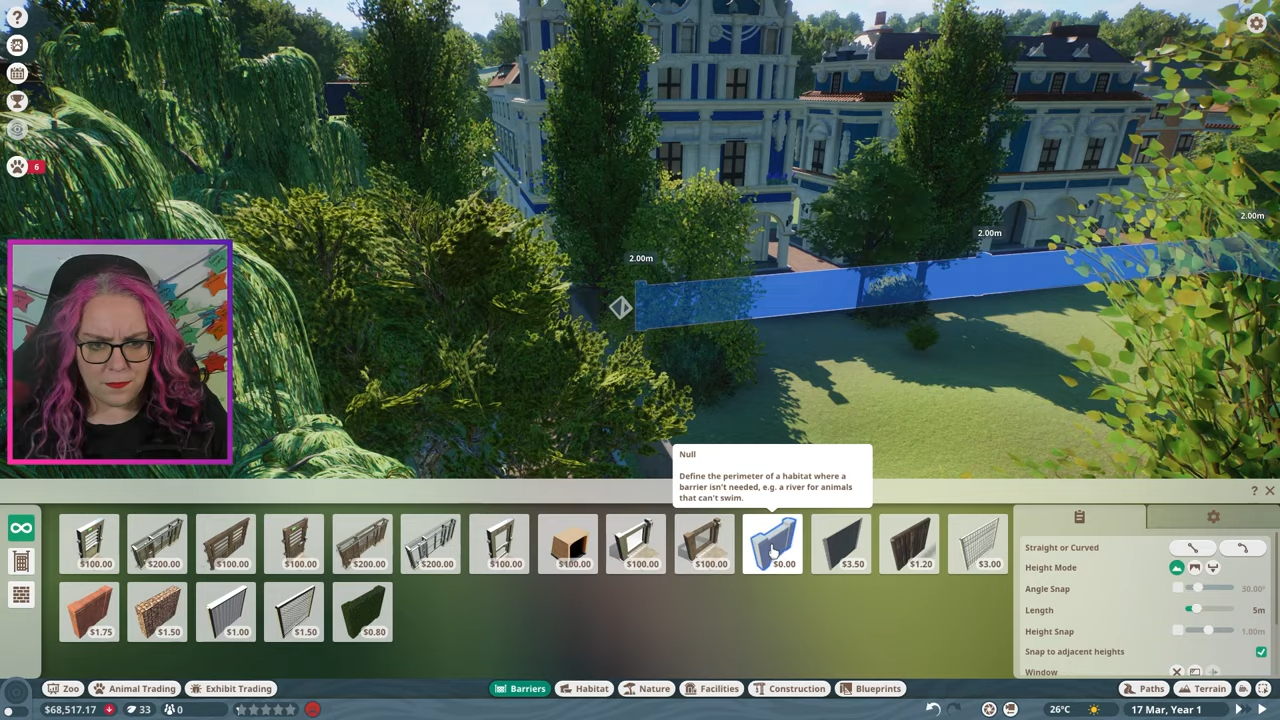 ?
6
2.00m
2.00m
2.00m
Null
Define the perimeter of a habitat where a
barrier isn't needed, e.g. a river for animals
that can't swim.
?
$100.00
$200.00
$100.00
$100.00
$200.00
$200.00
$100.00
$100.00
$100.00
$100.00
$0.00
$3.50
$1.20
$3.00
$1.75
$1.50
$1.00
$1.50
$0.80
Straight or Curved
Height Mode
Angle Snap
30.00°
Length
5m
Height Snap
1.00m
Snap to adjacent heights
Window
Zoo
Animal Trading
Exhibit Trading
Barriers
Habitat
Nature
Facilities
Construction
Blueprints
Paths
Terrain
$68,517.17
33
0
26°C
17 Mar, Year 1